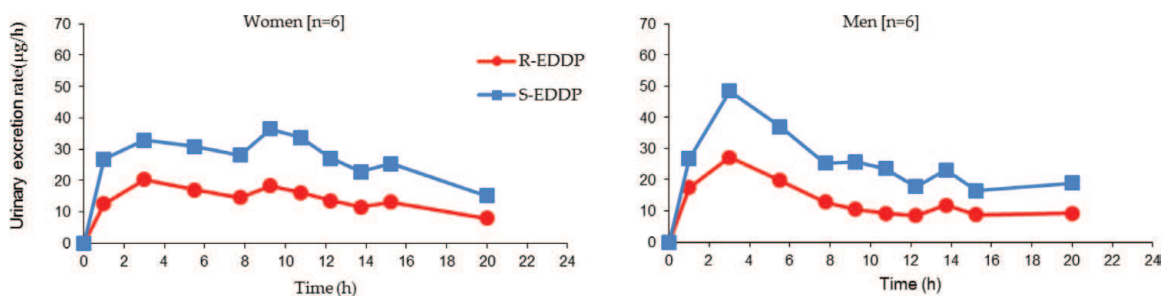 Women [n=6]
Urinary excretion rate(µg/h)
70
60
50
40
30
20
10
0
0 2 4 6 8 10 12 14 16 18 20 22 24
Time (h)
R-EDDP
S-EDDP
Men [n=6]
70
60
50
40
30
20
10
0
0 2 4 6 8 10 12 14 16 18 20 22 24
Time (h)